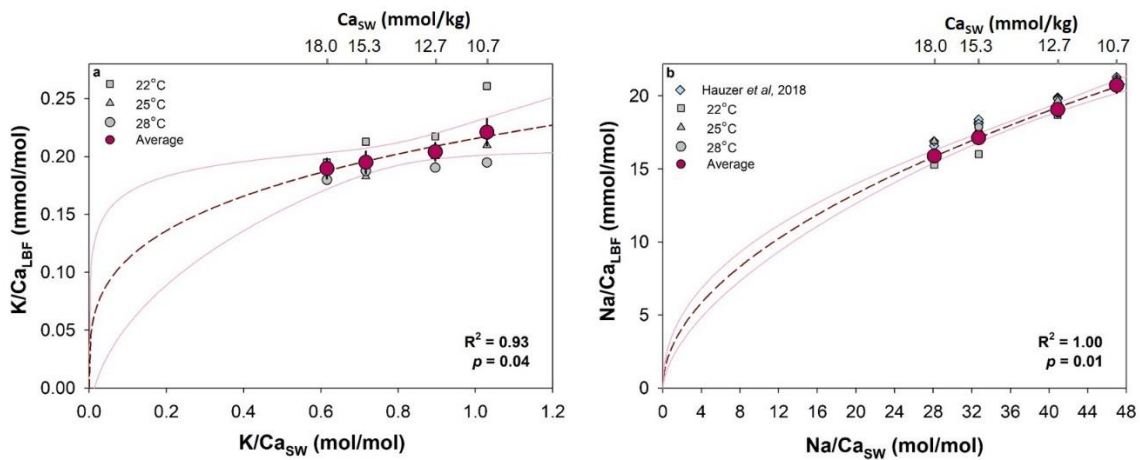 Ca_SW (mmol/kg)
18.0 15.3 12.7 10.7
a
22°C
25°C
28°C
Average
0.25
0.20
0.15
0.10
0.05
0.00
K/Ca_LBF (mmol/mol)
R² = 0.93
p = 0.04
0.0 0.2 0.4 0.6 0.8 1.0 1.2
K/Ca_SW (mol/mol)
Ca_SW (mmol/kg)
18.0 15.3 12.7 10.7
b
Hauzer et al, 2018
22°C
25°C
28°C
Average
20
15
10
5
0
Na/Ca_LBF (mmol/mol)
R² = 1.00
p = 0.01
0 4 8 12 16 20 24 28 32 36 40 44 48
Na/Ca_SW (mol/mol)